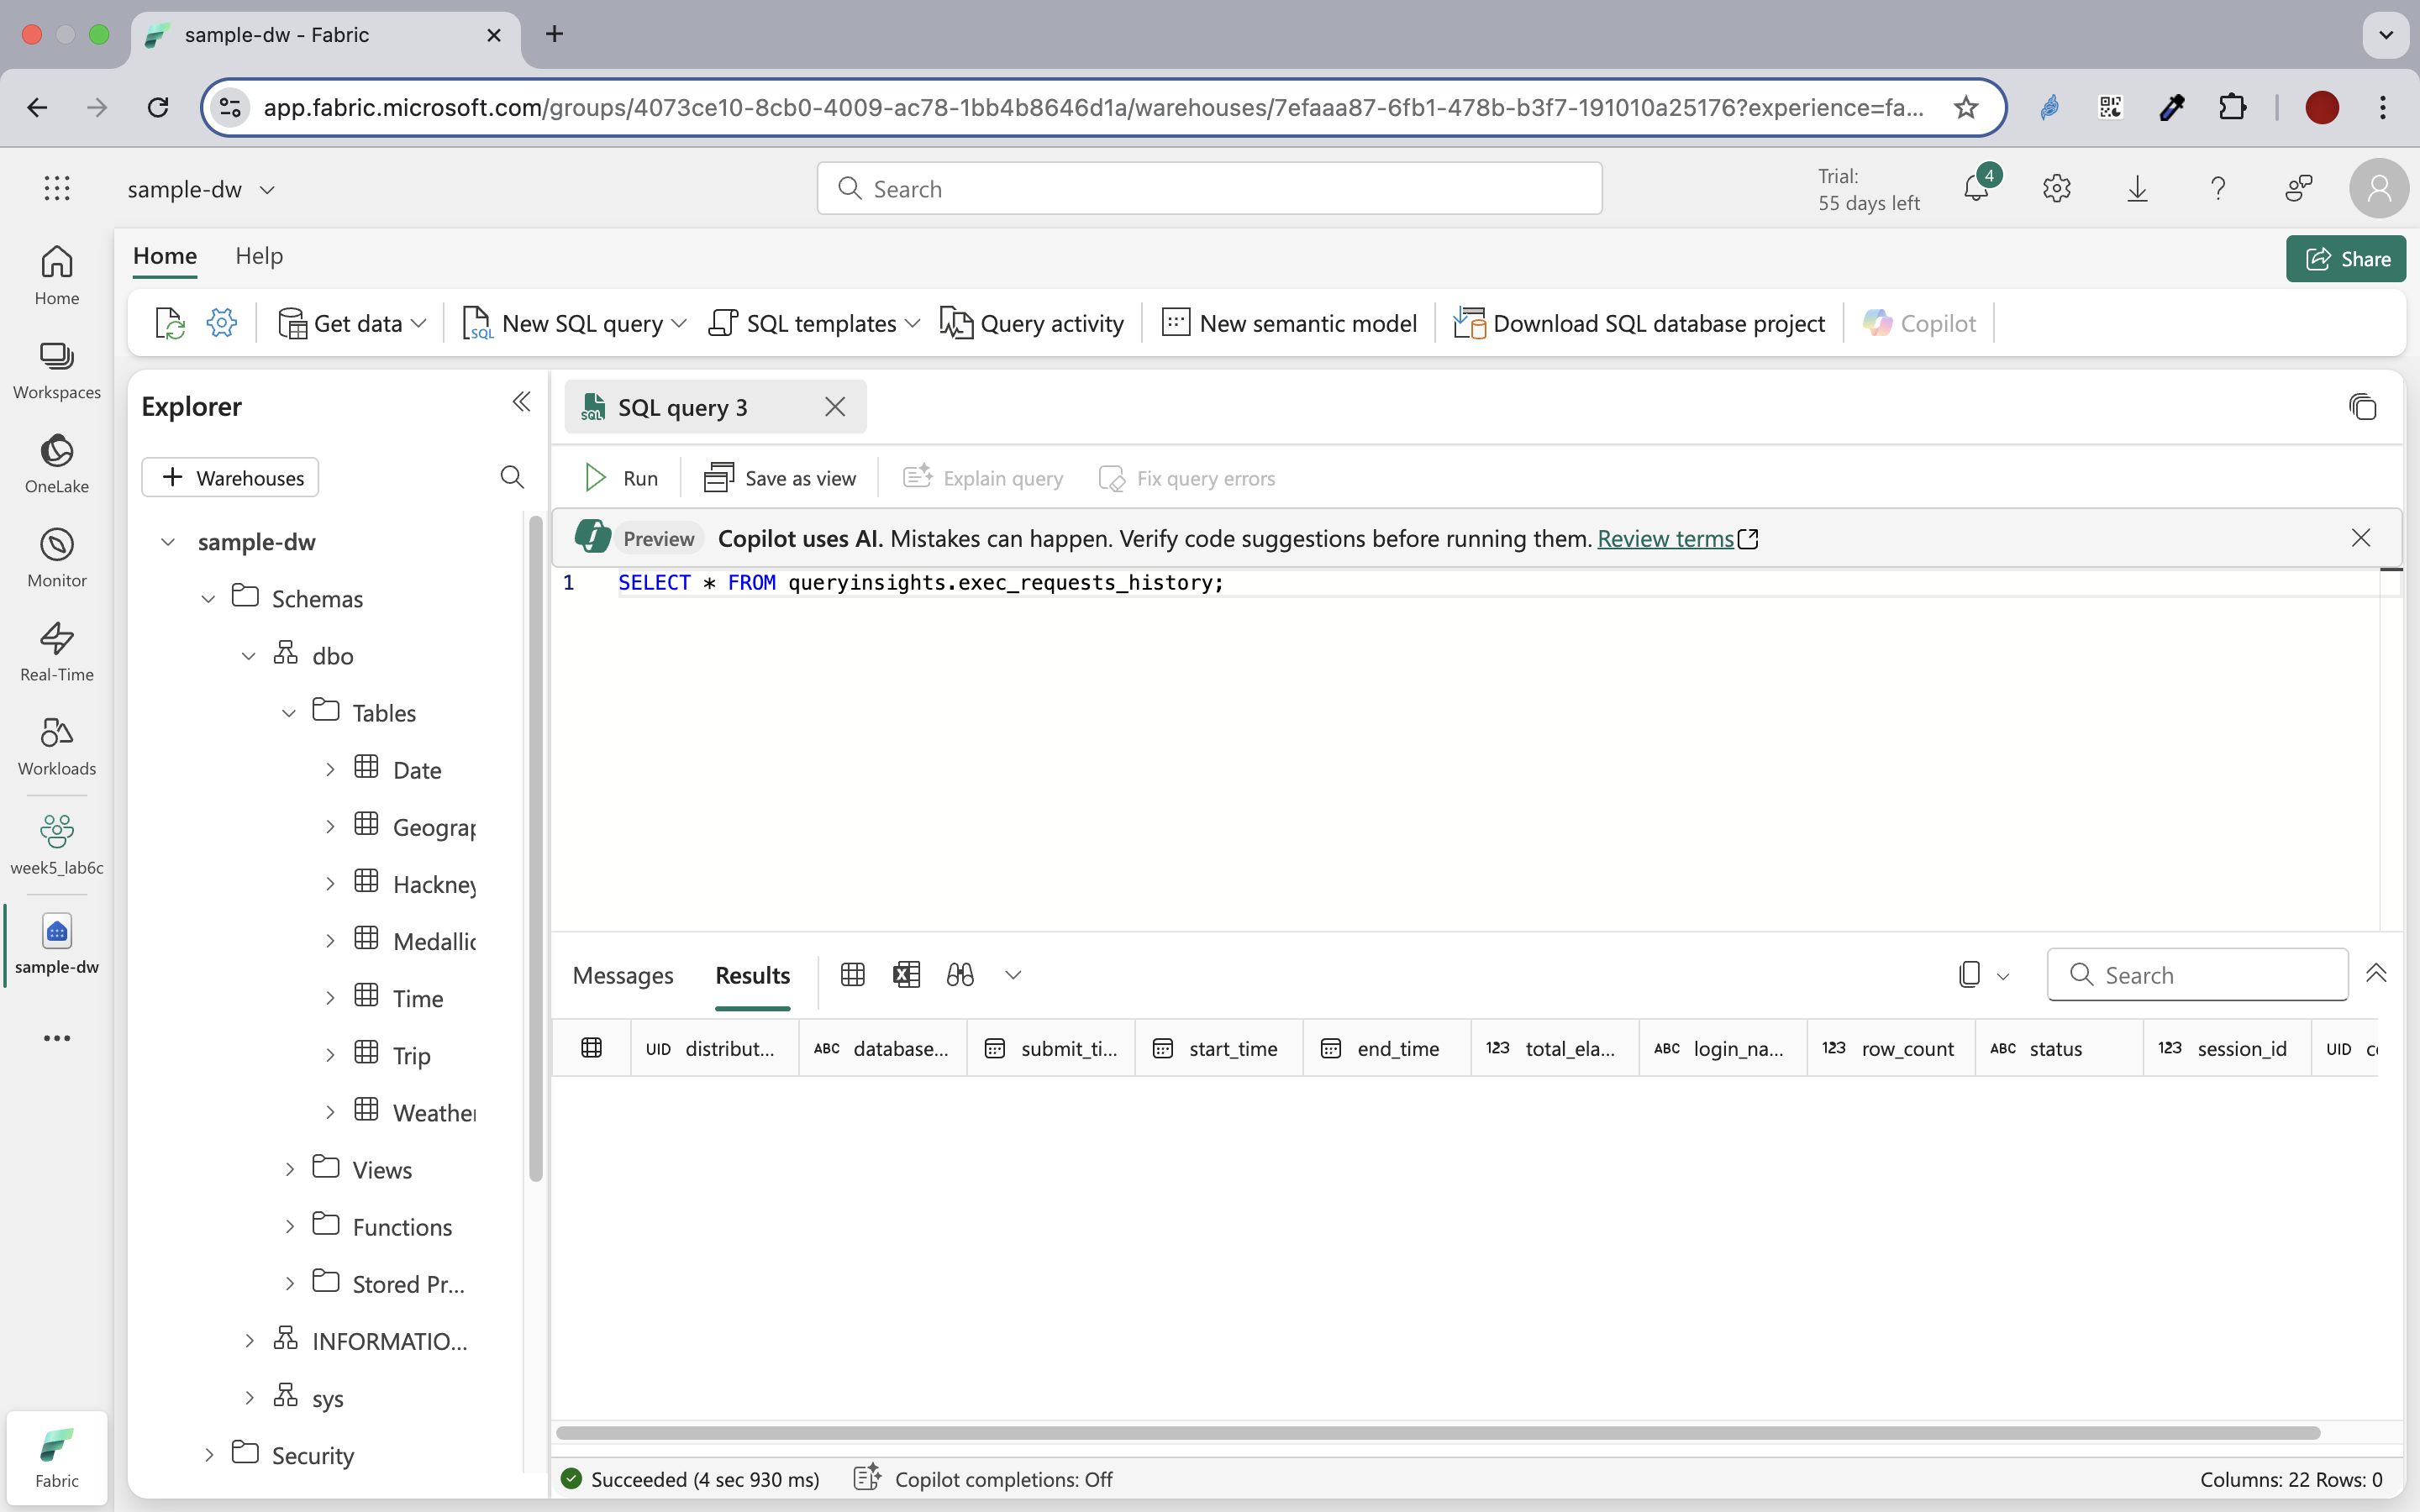 sample-dw - Fabric
app.fabric.microsoft.com/groups/4073ce10-8cb0-4009-ac78-1bb4b8646d1a/warehouses/7efaaa87-6fb1-478b-b3f7-191010a25176?experience=fa...
sample-dw
Search
Trial:
55 days left
4
Home
Help
Share
Get data
New SQL query
SQL templates
Query activity
New semantic model
Download SQL database project
Copilot
Home
Workspaces
OneLake
Monitor
Real-Time
Workloads
week5_lab6c
sample-dw
Fabric
Explorer
Warehouses
sample-dw
Schemas
dbo
Tables
Date
Geograp
Hackney
Medallic
Time
Trip
Weather
Views
Functions
Stored Pr...
INFORMATIO...
sys
Security
SQL query 3
Run
Save as view
Explain query
Fix query errors
Preview
Copilot uses AI. Mistakes can happen. Verify code suggestions before running them. Review terms
1 SELECT * FROM queryinsights.exec_requests_history;
Messages
Results
Search
UID distribut...
ABC database...
submit_ti...
start_time
end_time
123 total_ela...
ABC login_na...
123 row_count
ABC status
123 session_id
UID
Succeeded (4 sec 930 ms)
Copilot completions: Off
Columns: 22 Rows: 0